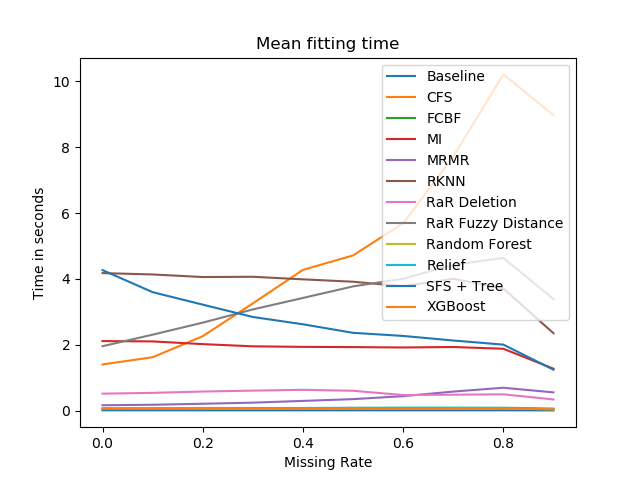 Mean fitting time
Time in seconds
10
8
6
4
2
0
0.0
0.2
0.4
0.6
0.8
Missing Rate
Baseline
CFS
FCBF
MI
MRMR
RKNN
RaR Deletion
RaR Fuzzy Distance
Random Forest
Relief
SFS + Tree
XGBoost